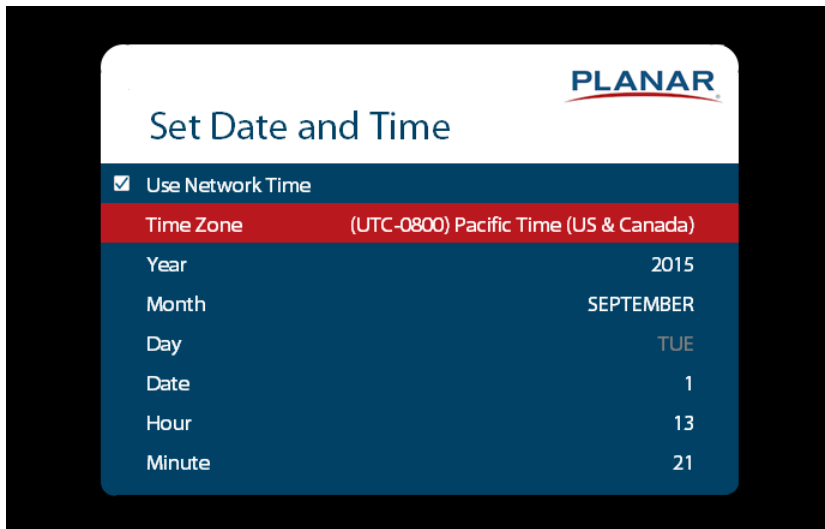 PLANAR
Set Date and Time
Use Network Time
Time Zone (UTC-0800) Pacific Time (US & Canada)
Year 2015
Month SEPTEMBER
Day TUE
Date 1
Hour 13
Minute 21